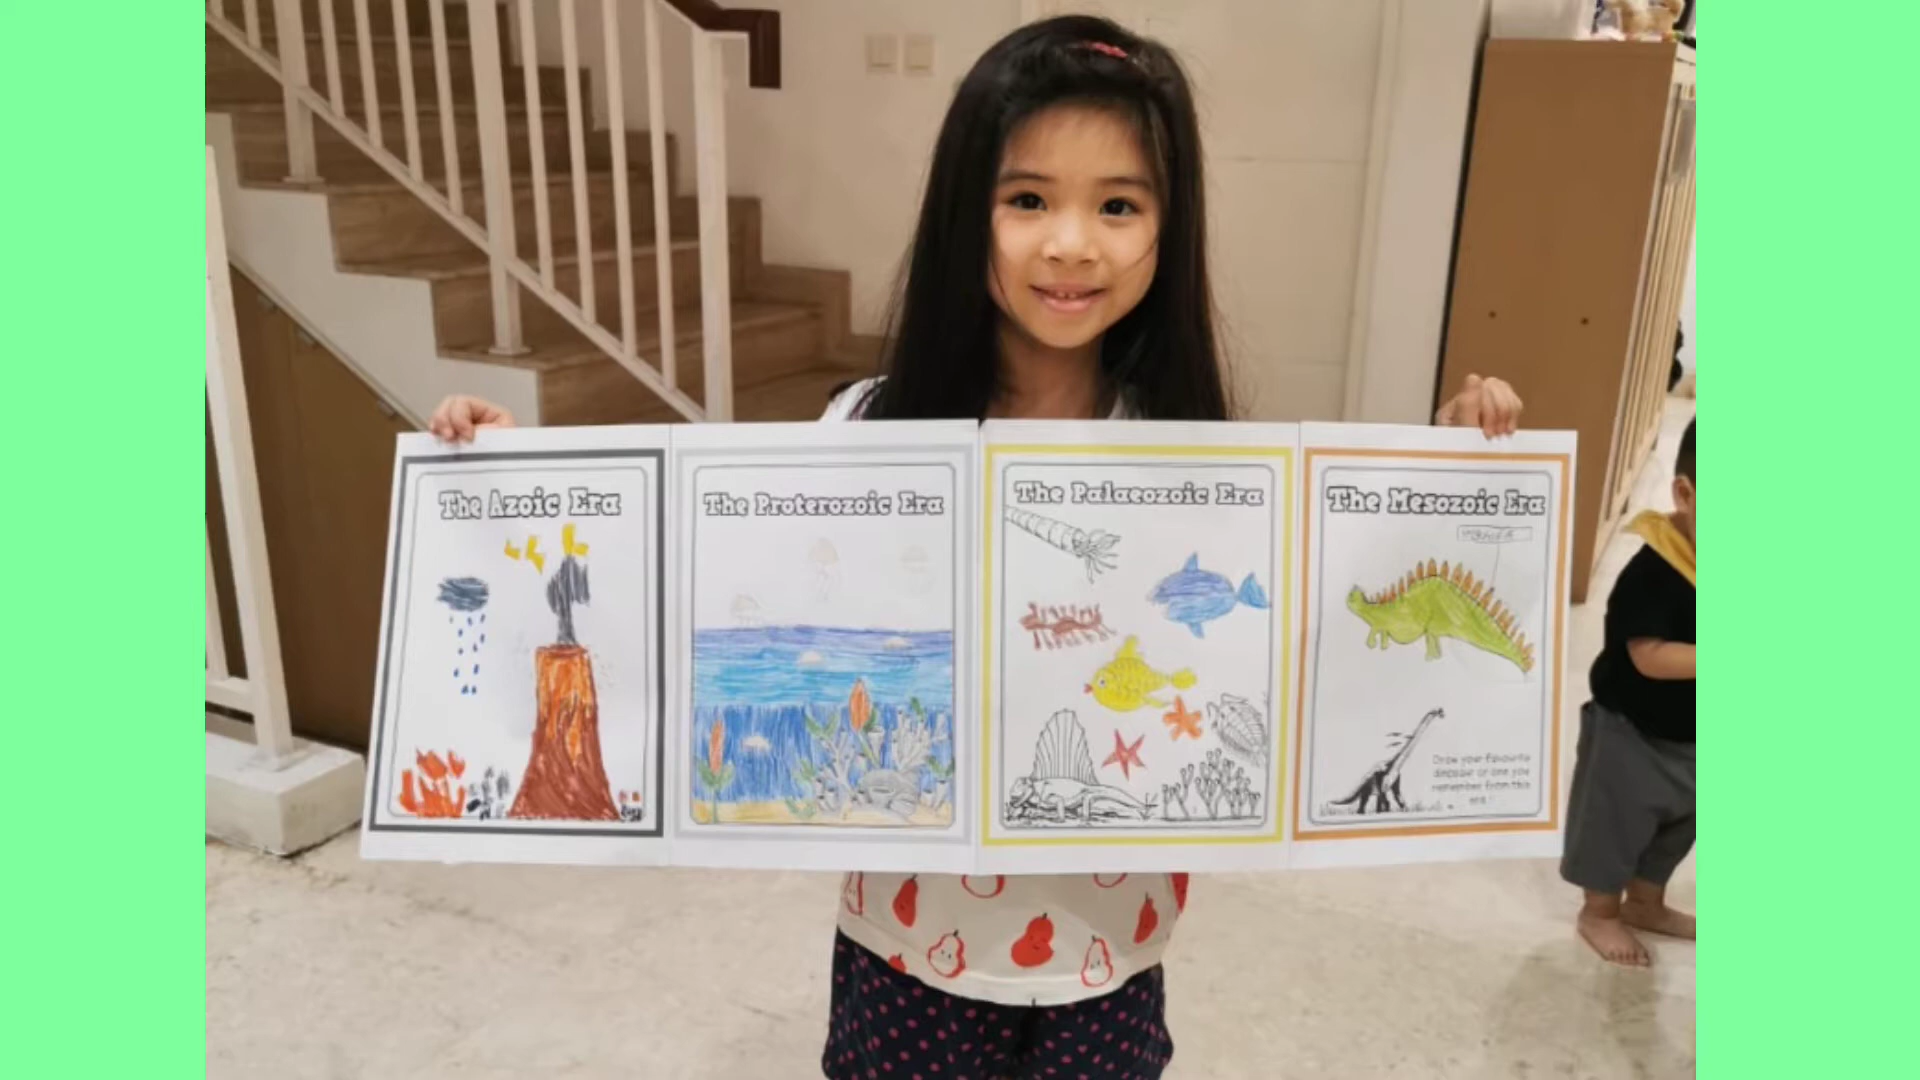 The Azoic Era
The Proterozoic Era
The Palaeozoic Era
The Mesozoic Era
Draw your favourite
dinosaur or one you
remember from this
era!